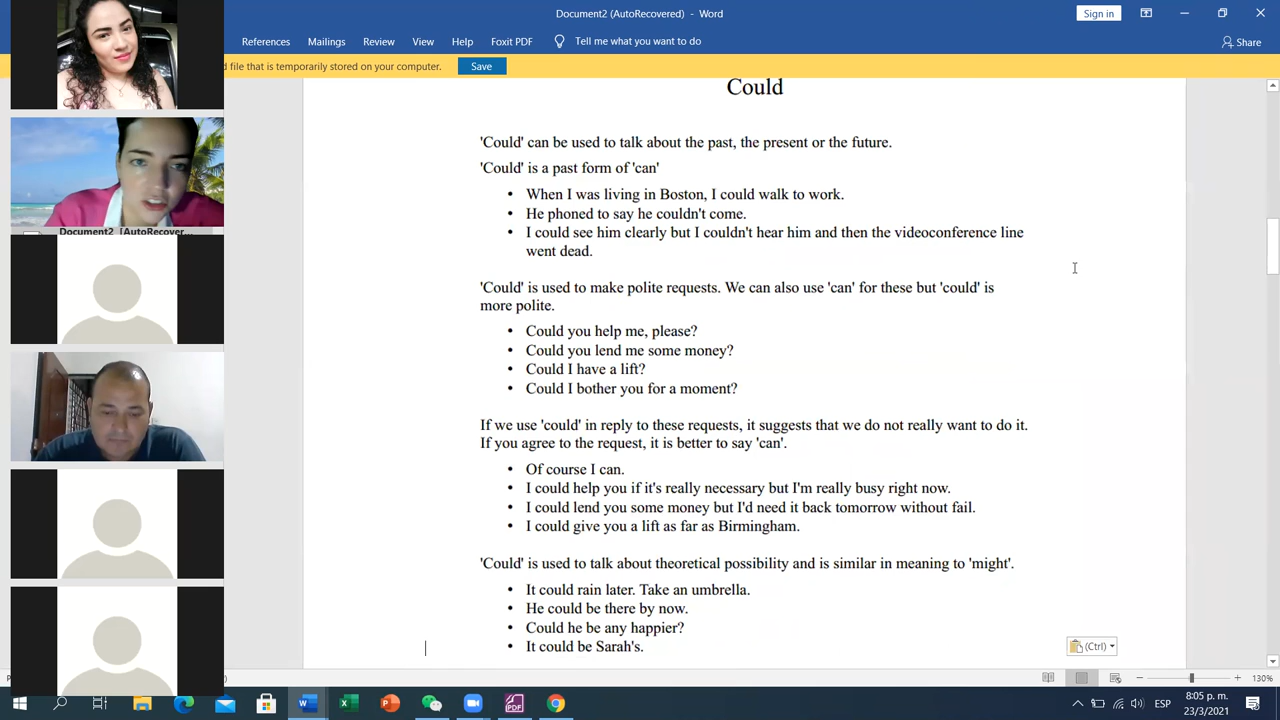 Document2 (AutoRecovered) - Word
Sign in
References Mailings Review View Help Foxit PDF Tell me what you want to do
Share
d file that is temporarily stored on your computer. Save
Could
'Could' can be used to talk about the past, the present or the future.
'Could' is a past form of 'can'
• When I was living in Boston, I could walk to work.
• He phoned to say he couldn't come.
• I could see him clearly but I couldn't hear him and then the videoconference line
went dead.
Document2 [AutoRecover...
'Could' is used to make polite requests. We can also use 'can' for these but 'could' is
more polite.
• Could you help me, please?
• Could you lend me some money?
• Could I have a lift?
• Could I bother you for a moment?
If we use 'could' in reply to these requests, it suggests that we do not really want to do it.
If you agree to the request, it is better to say 'can'.
• Of course I can.
• I could help you if it's really necessary but I'm really busy right now.
• I could lend you some money but I'd need it back tomorrow without fail.
• I could give you a lift as far as Birmingham.
'Could' is used to talk about theoretical possibility and is similar in meaning to 'might'.
• It could rain later. Take an umbrella.
• He could be there by now.
• Could he be any happier?
• It could be Sarah's.
(Ctrl)
130%
ESP
8:05 p. m.
23/3/2021